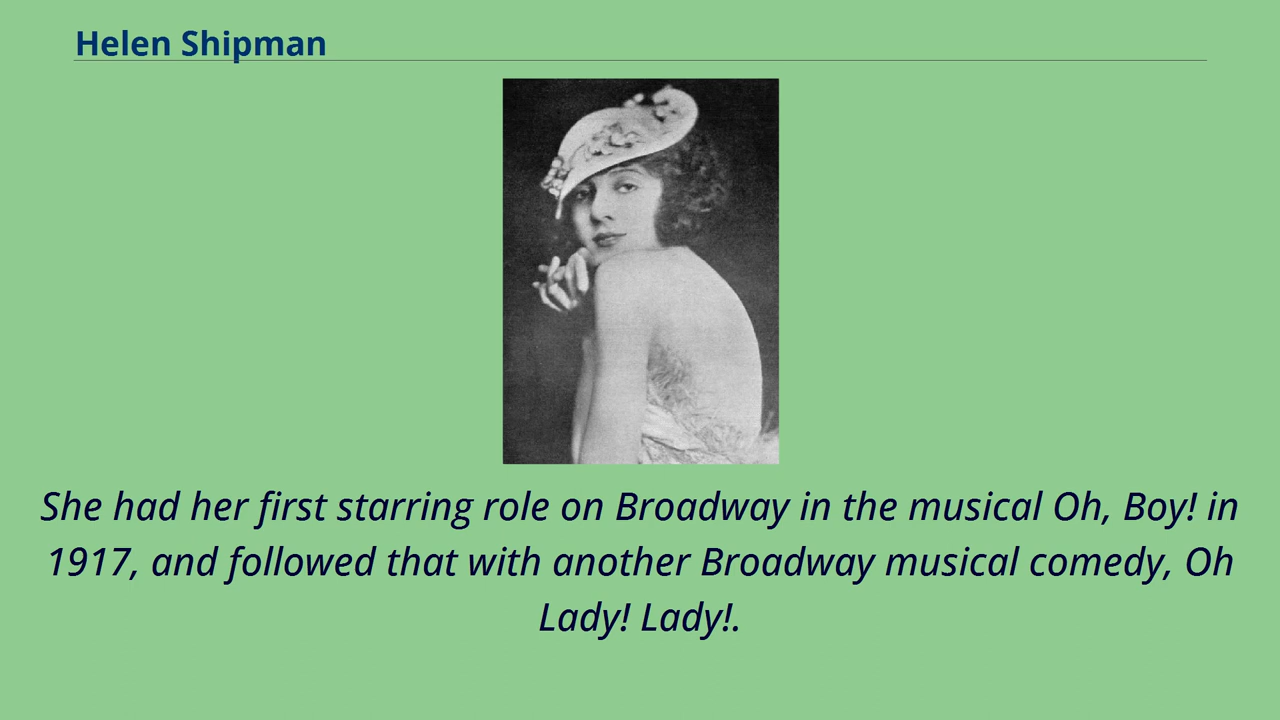 Helen Shipman
She had her first starring role on Broadway in the musical Oh, Boy! in
1917, and followed that with another Broadway musical comedy, Oh
Lady! Lady!.